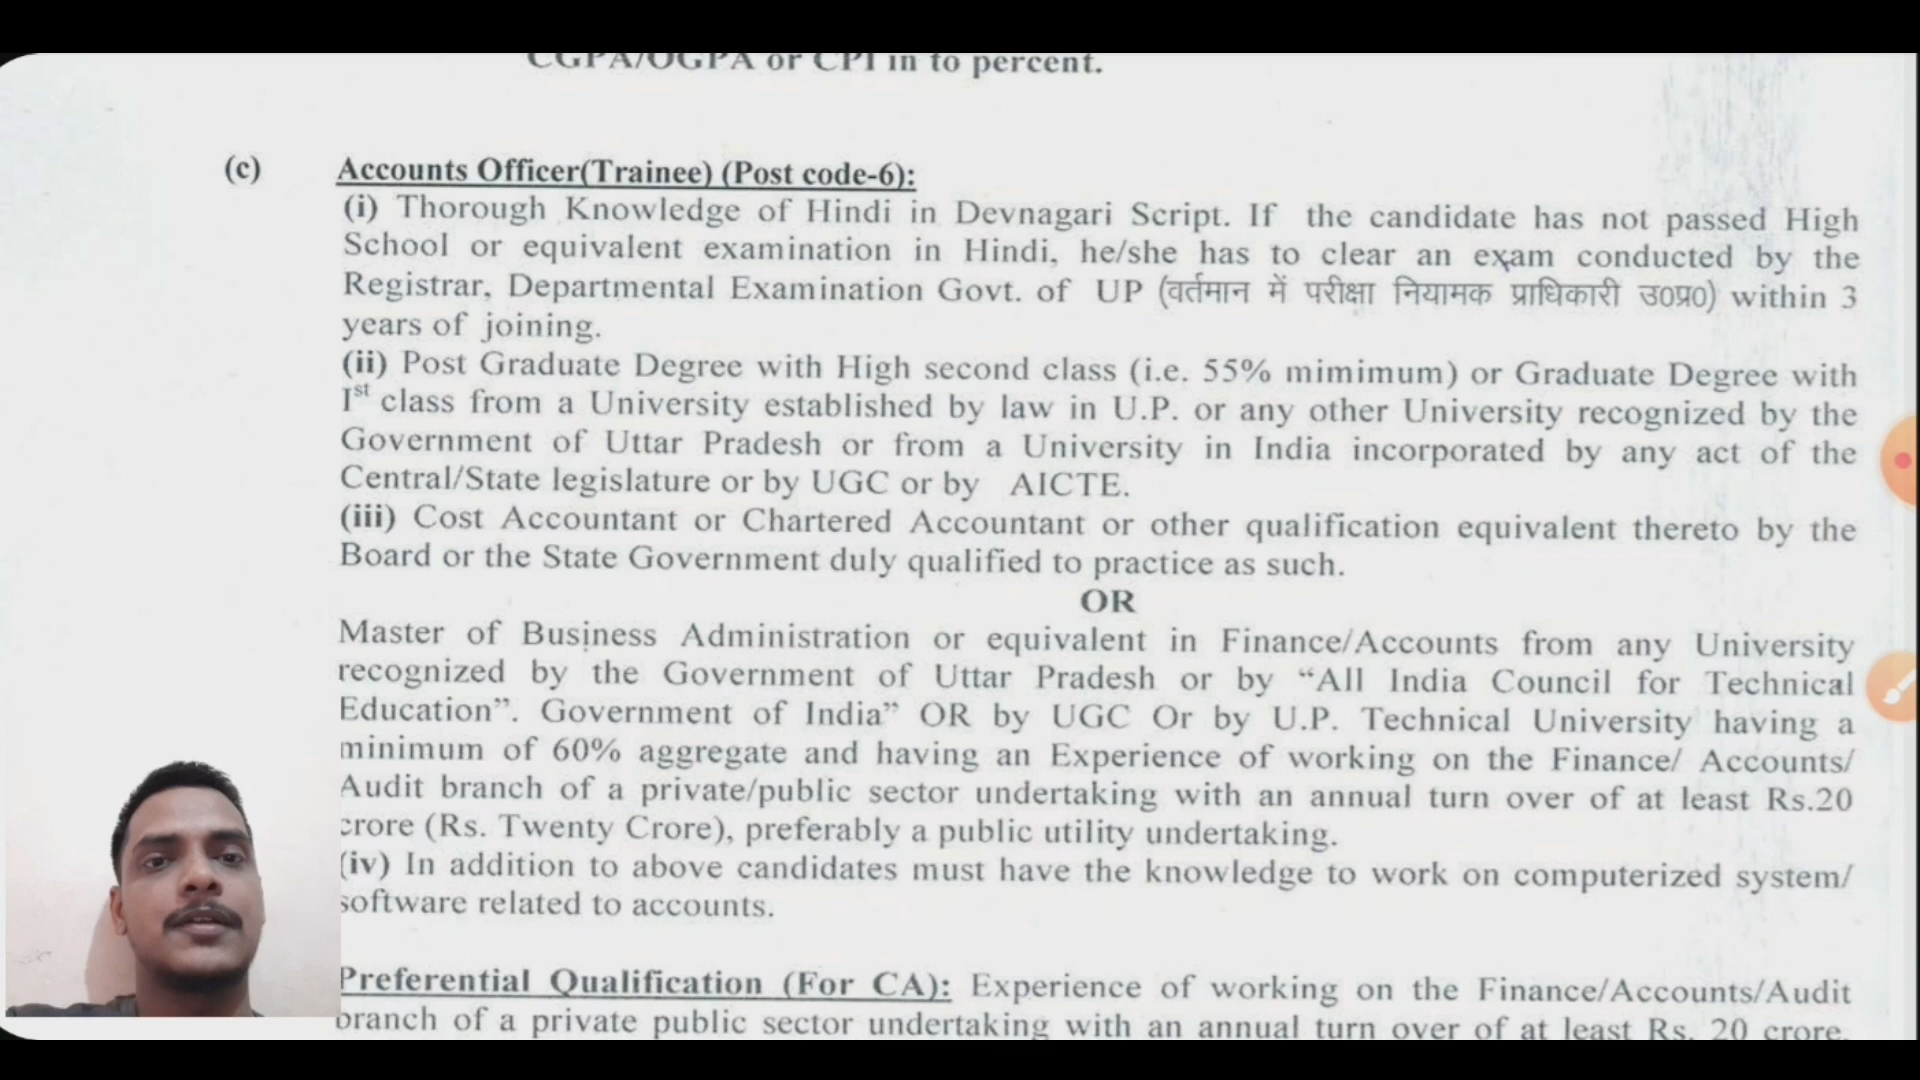 CGPA/OGPA or CPI in to percent.
(c) Accounts Officer(Trainee) (Post code-6):
(i) Thorough Knowledge of Hindi in Devnagari Script. If the candidate has not passed High
School or equivalent examination in Hindi, he/she has to clear an exam conducted by the
Registrar, Departmental Examination Govt. of UP (वर्तमान में परीक्षा नियामक प्राधिकारी उ0प्र0) within 3
years of joining.
(ii) Post Graduate Degree with High second class (i.e. 55% mimimum) or Graduate Degree with
Ist class from a University established by law in U.P. or any other University recognized by the
Government of Uttar Pradesh or from a University in India incorporated by any act of the
Central/State legislature or by UGC or by AICTE.
(iii) Cost Accountant or Chartered Accountant or other qualification equivalent thereto by the
Board or the State Government duly qualified to practice as such.
OR
Master of Business Administration or equivalent in Finance/Accounts from any University
recognized by the Government of Uttar Pradesh or by “All India Council for Technical
Education”. Government of India” OR by UGC Or by U.P. Technical University having a
minimum of 60% aggregate and having an Experience of working on the Finance/ Accounts/
Audit branch of a private/public sector undertaking with an annual turn over of at least Rs.20
crore (Rs. Twenty Crore), preferably a public utility undertaking.
(iv) In addition to above candidates must have the knowledge to work on computerized system/
software related to accounts.
Preferential Qualification (For CA): Experience of working on the Finance/Accounts/Audit
branch of a private public sector undertaking with an annual turn over of at least Rs. 20 crore.